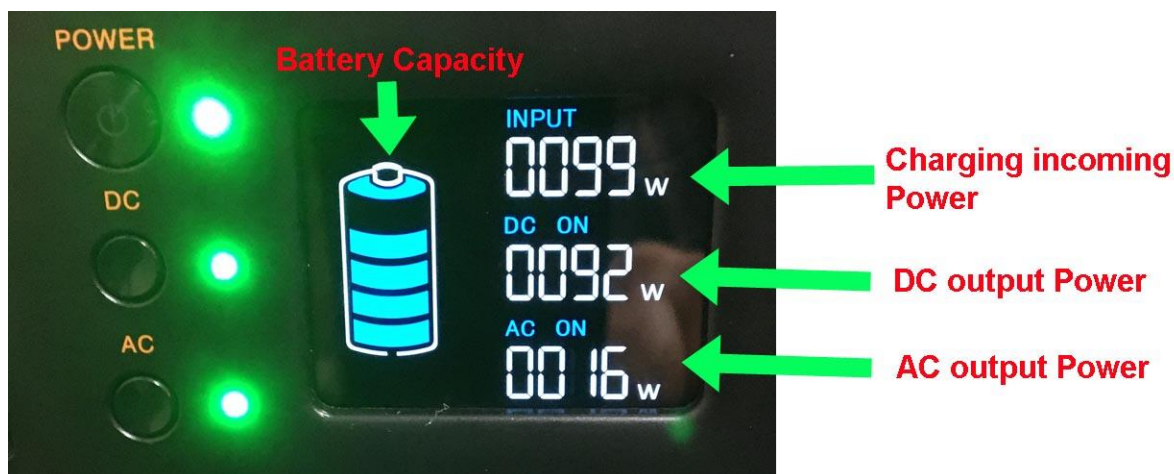 POWER
Battery Capacity
INPUT
0099 w
Charging incoming
Power
DC
DC ON
0092 w
DC output Power
AC
AC ON
0016 w
AC output Power